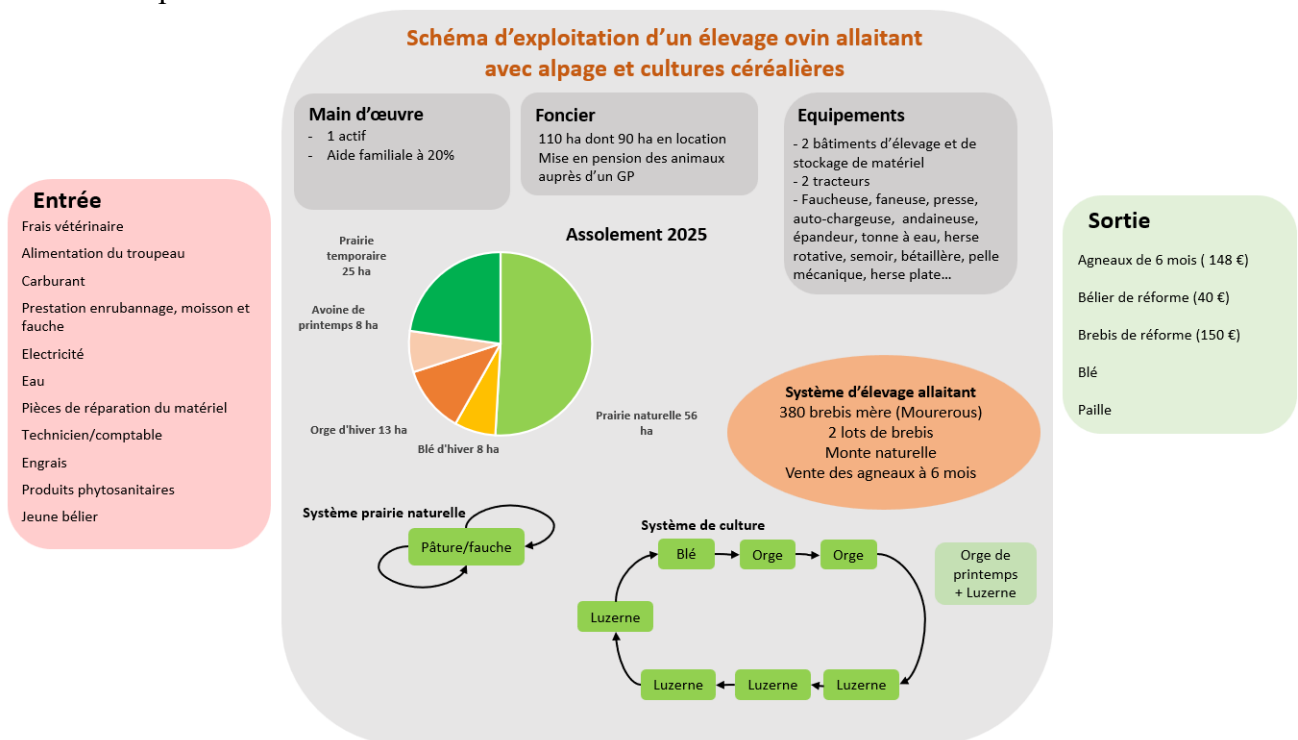 Schéma d’exploitation d’un élevage ovin allaitant
avec alpage et cultures céréalières
Main d’œuvre
- 1 actif
- Aide familiale à 20%
Foncier
110 ha dont 90 ha en location
Mise en pension des animaux
auprès d’un GP
Equipements
- 2 bâtiments d’élevage et de
stockage de matériel
- 2 tracteurs
- Faucheuse, faneuse, presse,
auto-chargeuse, andaineuse,
épandeur, tonne à eau, herse
rotative, semoir, bétaillère, pelle
mécanique, herse plate…
Entrée
Frais vétérinaire
Alimentation du troupeau
Carburant
Prestation enrubannage, moisson et
fauche
Electricité
Eau
Pièces de réparation du matériel
Technicien/comptable
Engrais
Produits phytosanitaires
Jeune bélier
Assolement 2025
Prairie
temporaire
25 ha
Avoine de
printemps 8 ha
Orge d'hiver 13 ha
Blé d'hiver 8 ha
Prairie naturelle 56
ha
Système d’élevage allaitant
380 brebis mère (Mourerous)
2 lots de brebis
Monte naturelle
Vente des agneaux à 6 mois
Sortie
Agneaux de 6 mois ( 148 €)
Bélier de réforme (40 €)
Brebis de réforme (150 €)
Blé
Paille
Système prairie naturelle
Pâture/fauche
Système de culture
Blé
Orge
Orge
Luzerne
Luzerne
Luzerne
Luzerne
Orge de
printemps
+ Luzerne